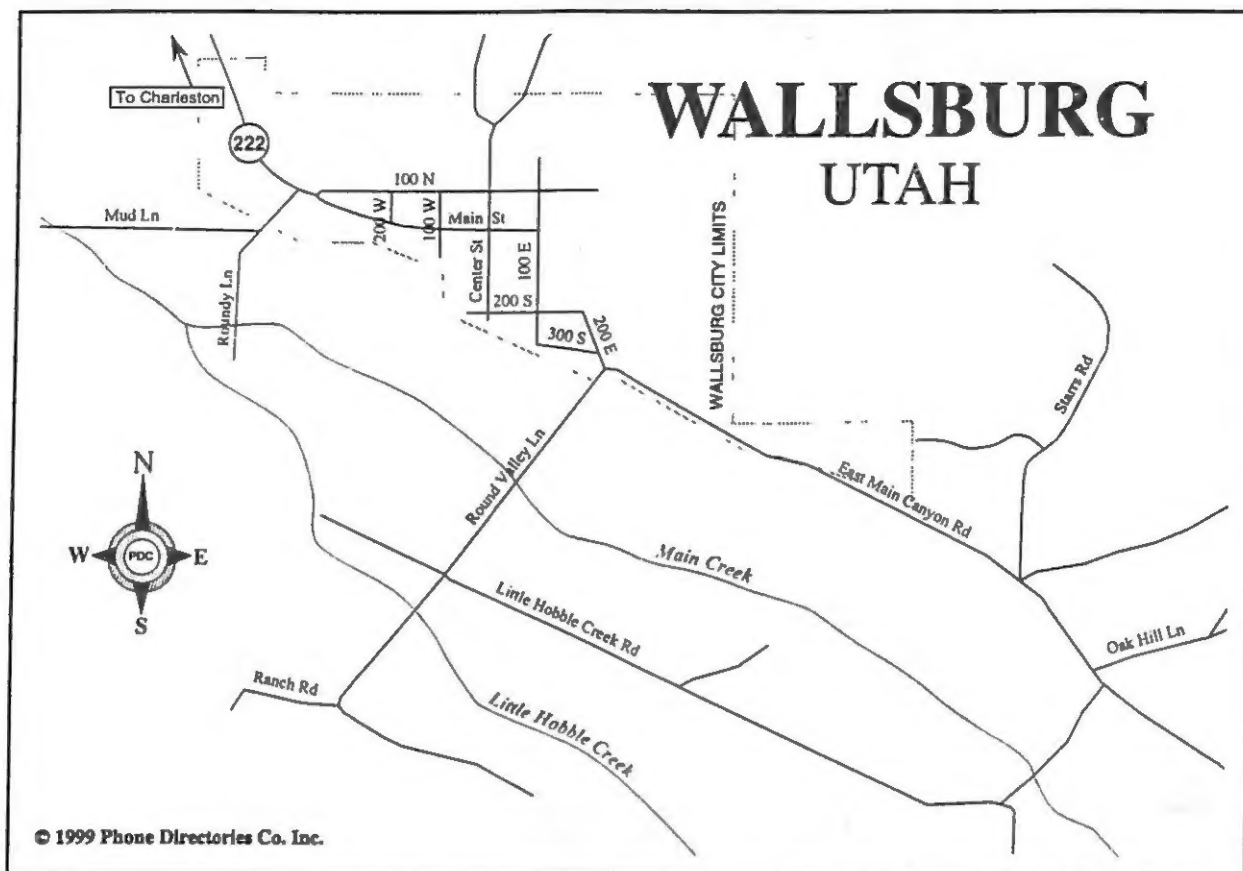 WALLSBURG
UTAH
To Charleston
222
100 N
Mud Ln
200 W
100 W
Main St
Center St
100 E
Roundy Ln
200 S
300 S
200 E
WALLSBURG CITY LIMITS
Starrs Rd
Round Valley Ln
East Main Canyon Rd
N
W
PDC
E
S
Main Creek
Little Hobble Creek Rd
Oak Hill Ln
Ranch Rd
Little Hobble Creek
© 1999 Phone Directories Co. Inc.